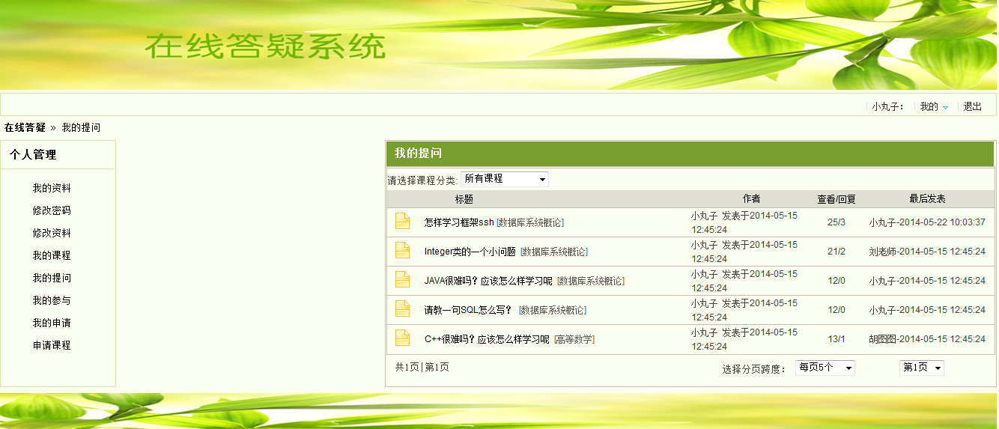 在线答疑系统
小丸子: 我的 退出
在线答疑 » 我的提问
个人管理
我的资料
修改密码
修改资料
我的课程
我的提问
我的参与
我的申请
申请课程
我的提问
请选择课程分类: 所有课程
标题 作者 查看/回复 最后发表
怎样学习框架ssh [数据库系统概论] 小丸子 发表于2014-05-15 12:45:24 25/3 小丸子-2014-05-22 10:03:37
Integer类的一个小问题 [数据库系统概论] 小丸子 发表于2014-05-15 12:45:24 21/2 刘老师-2014-05-15 12:45:24
JAVA很难吗？应该怎么样学习呢 [数据库系统概论] 小丸子 发表于2014-05-15 12:45:24 12/0 小丸子-2014-05-15 12:45:24
请教一句SQL怎么写？ [数据库系统概论] 小丸子 发表于2014-05-15 12:45:24 12/0 小丸子-2014-05-15 12:45:24
C++很难吗？应该怎么样学习呢 [高等数学] 小丸子 发表于2014-05-15 12:45:24 13/1 胡图图-2014-05-15 12:45:24
共1页|第1页 选择分页跨度： 每页5个 第1页